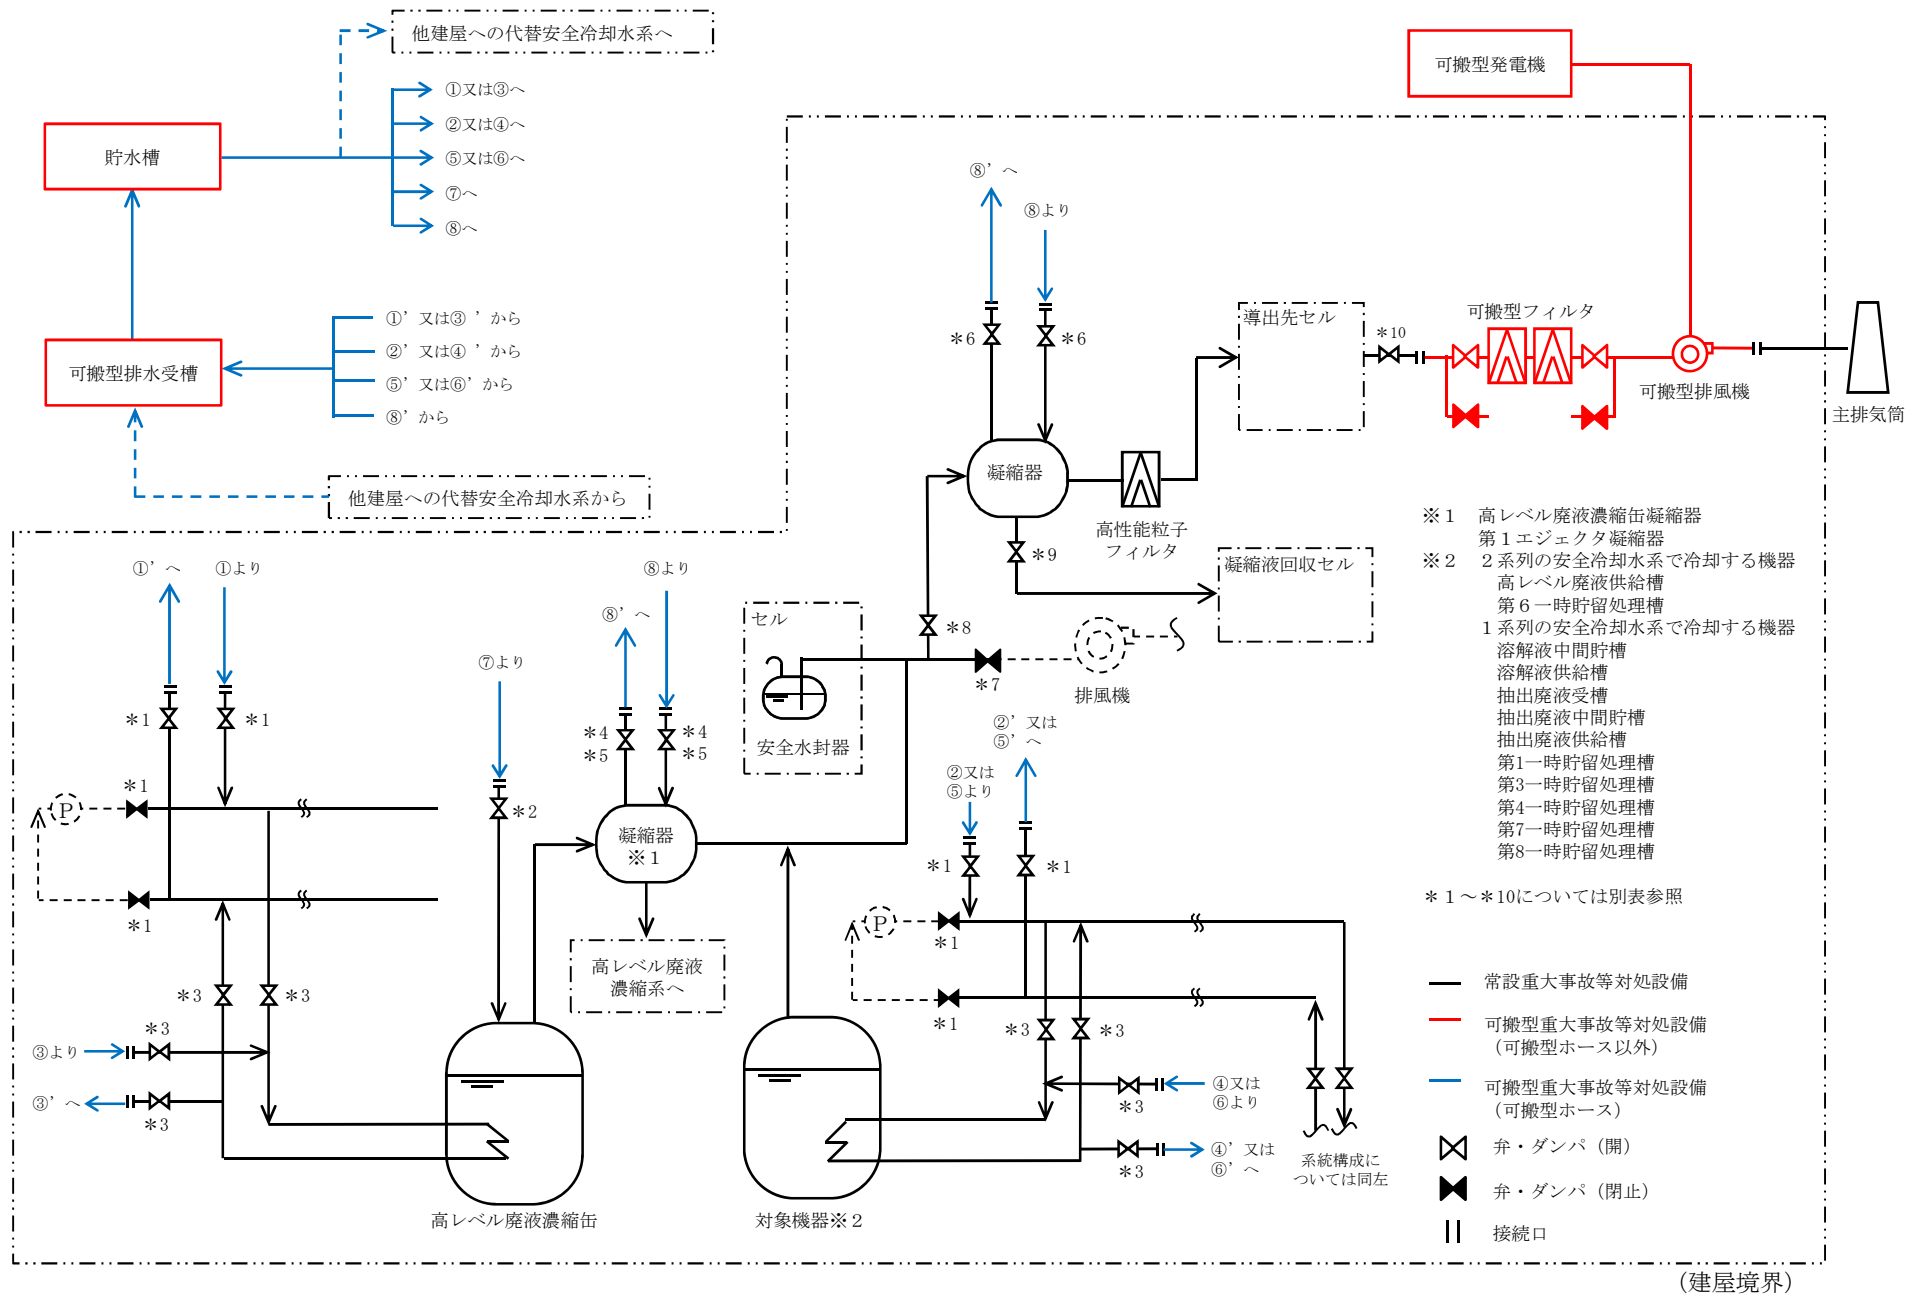 他建屋への代替安全冷却水系へ
①又は③へ
②又は④へ
⑤又は⑥へ
⑦へ
⑧へ
貯水槽
可搬型排水受槽
①’又は③ ’から
②’又は④ ’から
⑤’又は⑥’から
⑧’から
他建屋への代替安全冷却水系から
可搬型発電機
⑧’へ
⑧より
*6
*6
凝縮器
高性能粒子
フィルタ
*9
導出先セル
*10
可搬型フィルタ
可搬型排風機
主排気筒
凝縮液回収セル
*8
*7
排風機
セル
安全水封器
①’へ
①より
*1
*1
*1
P
*1
*3
*3
*3
③より
③’へ
*3
⑦より
*2
⑧より
⑧’へ
*4
*5
*4
*5
凝縮器
※1
高レベル廃液
濃縮系へ
高レベル廃液濃縮缶
②’又は
⑤’へ
②又は
⑤より
*1
*1
P
*1
*1
*3
*3
④又は
⑥より
*3
④’又は
⑥’へ
*3
対象機器※2
系統構成に
ついては同左
※1 高レベル廃液濃縮缶凝縮器
第1エジェクタ凝縮器
※2 2系列の安全冷却水系で冷却する機器
高レベル廃液供給槽
第6一時貯留処理槽
1系列の安全冷却水系で冷却する機器
溶解液中間貯槽
溶解液供給槽
抽出廃液受槽
抽出廃液中間貯槽
抽出廃液供給槽
第1一時貯留処理槽
第3一時貯留処理槽
第4一時貯留処理槽
第7一時貯留処理槽
第8一時貯留処理槽
*1~*10については別表参照
常設重大事故等対処設備
可搬型重大事故等対処設備
（可搬型ホース以外）
可搬型重大事故等対処設備
（可搬型ホース）
弁・ダンパ（開）
弁・ダンパ（閉止）
接続口
（建屋境界）